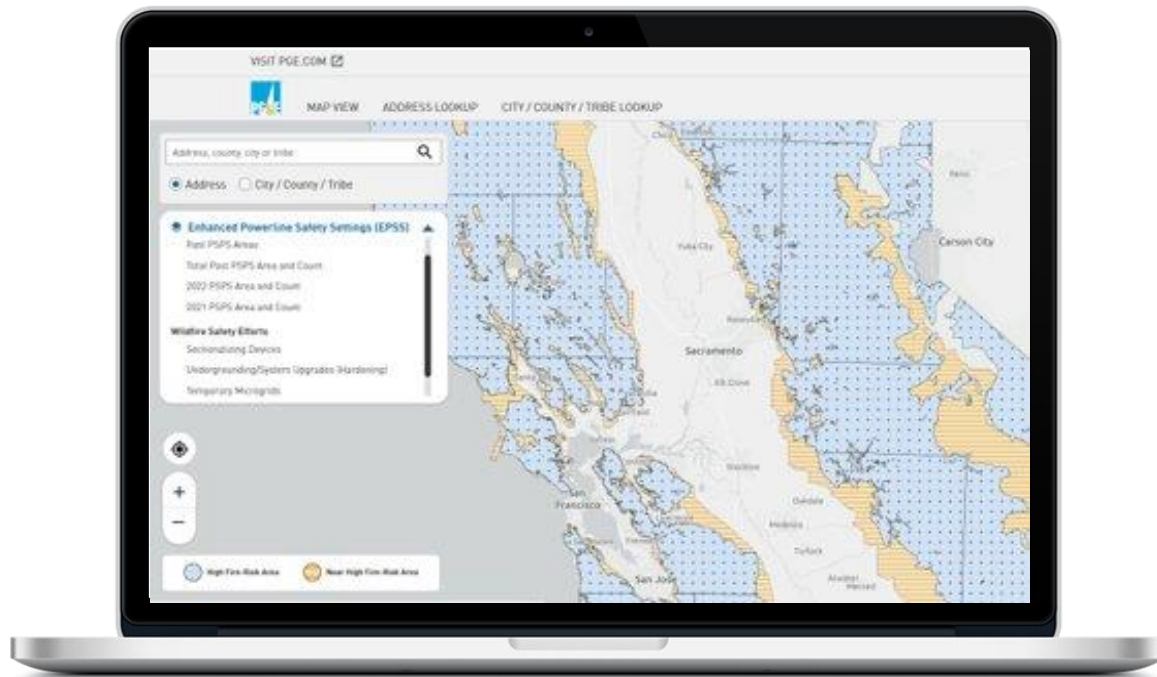 VISIT PGE.COM
PG&E
MAP VIEW
ADDRESS LOOKUP
CITY / COUNTY / TRIBE LOOKUP
Address, county, city or tribe
Address
City / County / Tribe
Enhanced Powerline Safety Settings (EPSS)
Past PSPS Areas
Total Past PSPS Area and Count
2022 PSPS Area and Count
2021 PSPS Area and Count
Wildfire Safety Efforts
Sectionalizing Devices
Undergrounding/System Upgrades (Hardening)
Temporary Microgrids
Reno
Carson City
Yuba City
Roseville
Sacramento
Elk Grove
Stockton
San
Francisco
Oakdale
Modesto
Turlock
San Jose
Atwater
Merced
+
−
High Fire-Risk Area
Near High Fire-Risk Area